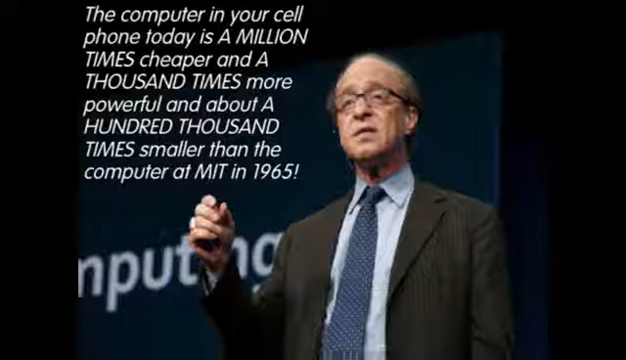 The computer in your cell
phone today is A MILLION
TIMES cheaper and A
THOUSAND TIMES more
powerful and about A
HUNDRED THOUSAND
TIMES smaller than the
computer at MIT in 1965!
mputing